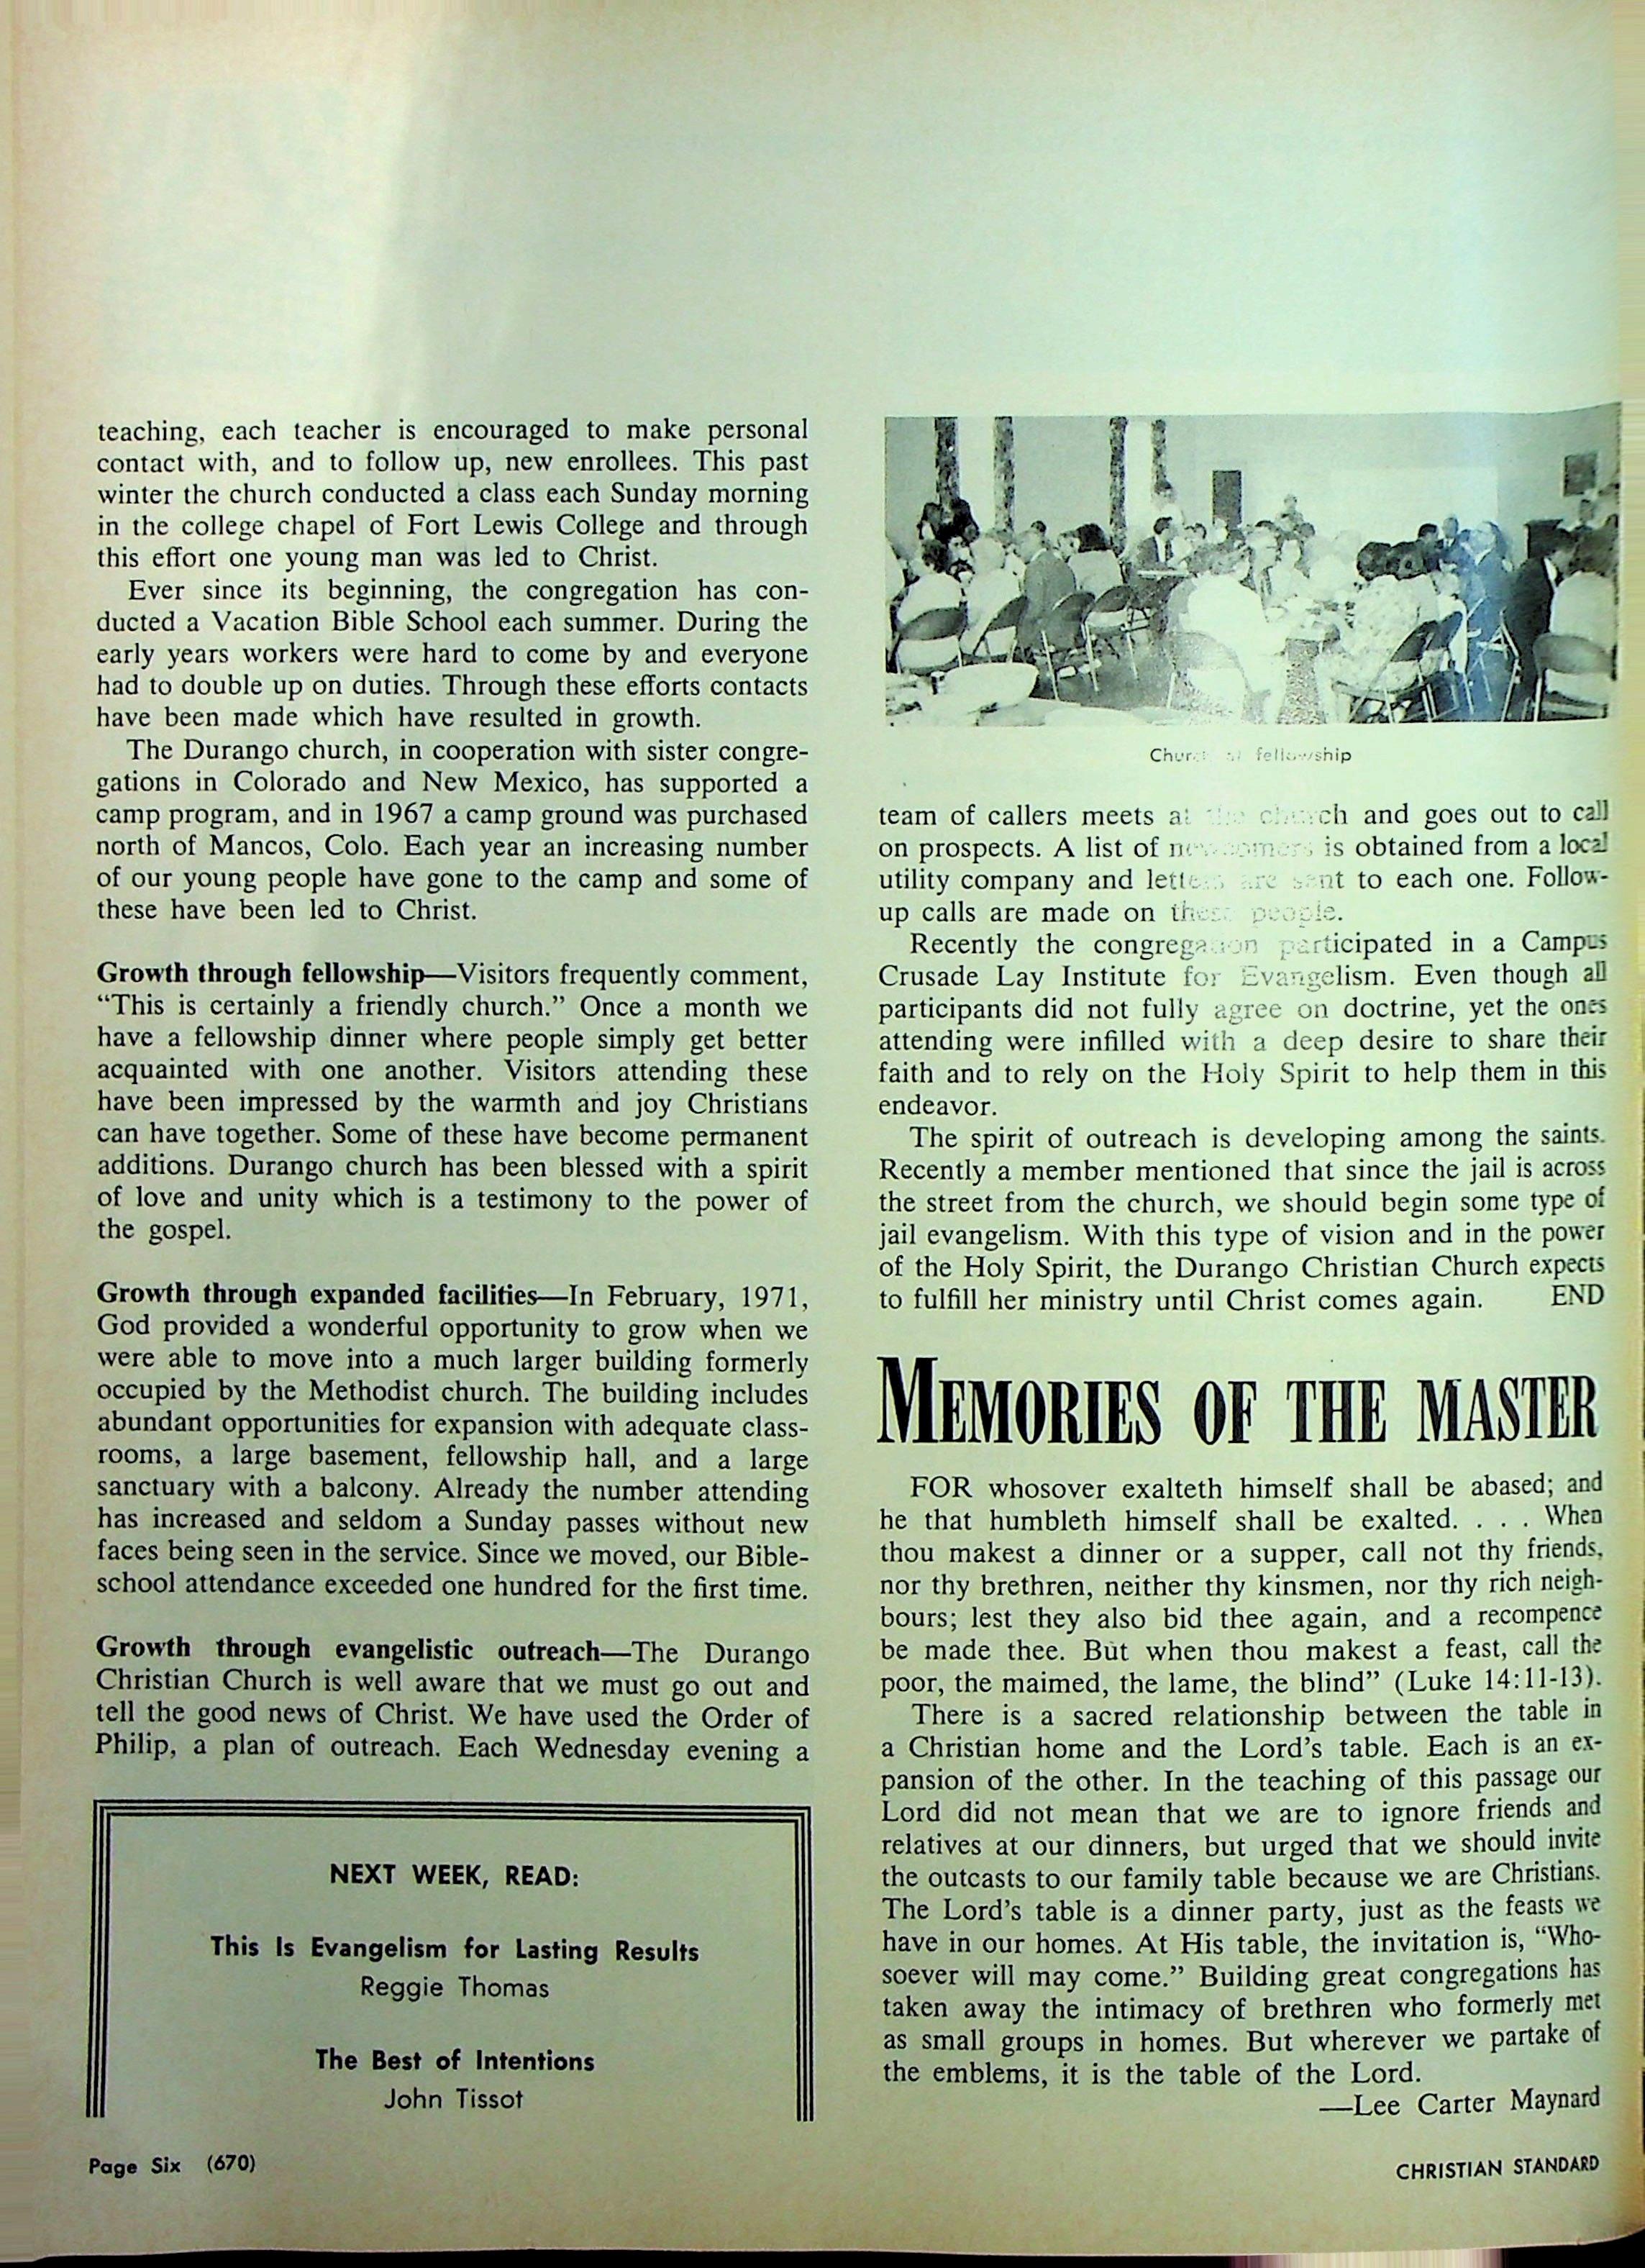 teaching, each teacher is encouraged to make personal
contact with, and to follow up, new enrollees. This past
winter the church conducted a class each Sunday morning
in the college chapel of Fort Lewis College and through
this effort one young man was led to Christ.
Ever since its beginning, the congregation has con-
ducted a Vacation Bible School each summer. During the
early years workers were hard to come by and everyone
had to double up on duties. Through these efforts contacts
have been made which have resulted in growth.
The Durango church, in cooperation with sister congre-
gations in Colorado and New Mexico, has supported a
camp program, and in 1967 a camp ground was purchased
north of Mancos, Colo. Each year an increasing number
of our young people have gone to the camp and some of
these have been led to Christ.
Growth through fellowship—Visitors frequently comment,
“This is certainly a friendly church.” Once a month we
have a fellowship dinner where people simply get better
acquainted with one another. Visitors attending these
have been impressed by the warmth and joy Christians
can have together. Some of these have become permanent
additions. Durango church has been blessed with a spirit
of love and unity which is a testimony to the power of
the gospel.
Growth through expanded facilities—In February, 1971,
God provided a wonderful opportunity to grow when we
were able to move into a much larger building formerly
occupied by the Methodist church. The building includes
abundant opportunities for expansion with adequate class-
rooms, a large basement, fellowship hall, and a large
sanctuary with a balcony. Already the number attending
has increased and seldom a Sunday passes without new
faces being seen in the service. Since we moved, our Bible-
school attendance exceeded one hundred for the first time.
Growth through evangelistic outreach—The Durango
Christian Church is well aware that we must go out and
tell the good news of Christ. We have used the Order of
Philip, a plan of outreach. Each Wednesday evening a
NEXT WEEK, READ:
This Is Evangelism for Lasting Results
Reggie Thomas
The Best of Intentions
John Tissot
Page Six (670)
fellowship
team of callers meets at the church and goes out to call
on prospects. A list of newcomers is obtained from a local
utility company and letters are sent to each one. Follow-
up calls are made on these people.
Recently the congregation participated in a Campus
Crusade Lay Institute for Evangelism. Even though all
participants did not fully agree on doctrine, yet the ones
attending were infilled with a deep desire to share their
faith and to rely on the Holy Spirit to help them in this
endeavor.
The spirit of outreach is developing among the saints.
Recently a member mentioned that since the jail is across
the street from the church, we should begin some type of
jail evangelism. With this type of vision and in the power
of the Holy Spirit, the Durango Christian Church expects
to fulfill her ministry until Christ comes again. END
MEMORIES OF THE MASTER
FOR whosover exalteth himself shall be abased; and
he that humbleth himself shall be exalted. . . . When
thou makest a dinner or a supper, call not thy friends,
nor thy brethren, neither thy kinsmen, nor thy rich neigh-
bours; lest they also bid thee again, and a recompence
be made thee. But when thou makest a feast, call the
poor, the maimed, the lame, the blind” (Luke 14:11-13).
There is a sacred relationship between the table in
a Christian home and the Lord’s table. Each is an ex-
pansion of the other. In the teaching of this passage our
Lord did not mean that we are to ignore friends and
relatives at our dinners, but urged that we should invite
the outcasts to our family table because we are Christians.
The Lord’s table is a dinner party, just as the feasts we
have in our homes. At His table, the invitation is, “Who-
soever will may come.” Building great congregations has
taken away the intimacy of brethren who formerly met
as small groups in homes. But wherever we partake of
the emblems, it is the table of the Lord.
—Lee Carter Maynard
CHRISTIAN STANDARD